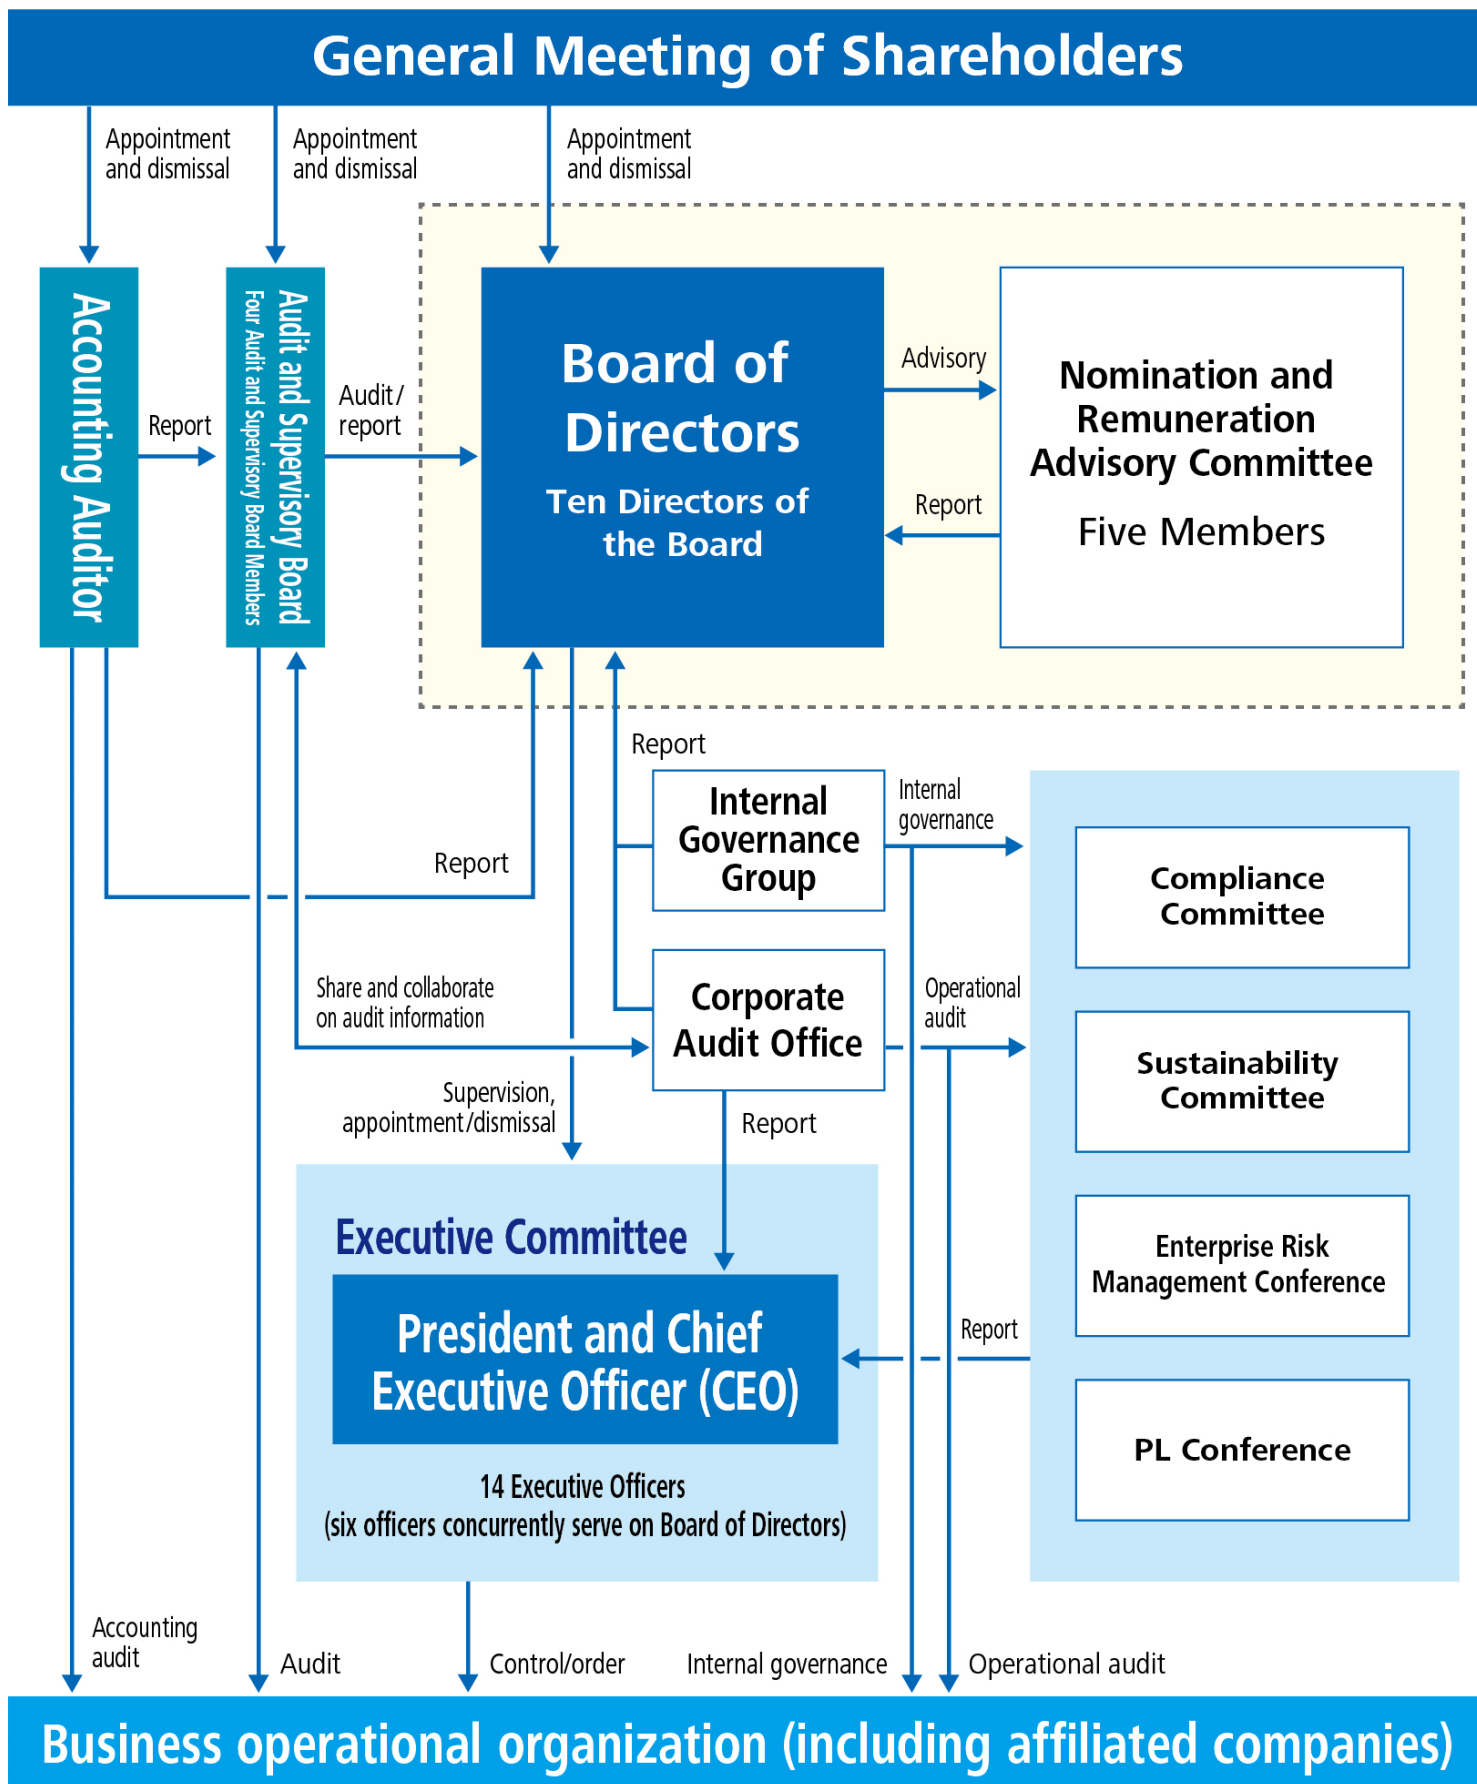 General Meeting of Shareholders
Appointment
and dismissal
Appointment
and dismissal
Appointment
and dismissal
Accounting Auditor
Report
Audit and Supervisory Board
Four Audit and Supervisory Board Members
Audit/
report
Board of
Directors
Ten Directors of
the Board
Advisory
Report
Nomination and
Remuneration
Advisory Committee
Five Members
Report
Report
Internal
Governance
Group
Internal
governance
Compliance
Committee
Share and collaborate
on audit information
Corporate
Audit Office
Operational
audit
Sustainability
Committee
Supervision,
appointment/dismissal
Report
Enterprise Risk
Management Conference
Executive Committee
President and Chief
Executive Officer (CEO)
Report
PL Conference
14 Executive Officers
(six officers concurrently serve on Board of Directors)
Accounting
audit
Audit
Control/order
Internal governance
Operational audit
Business operational organization (including affiliated companies)